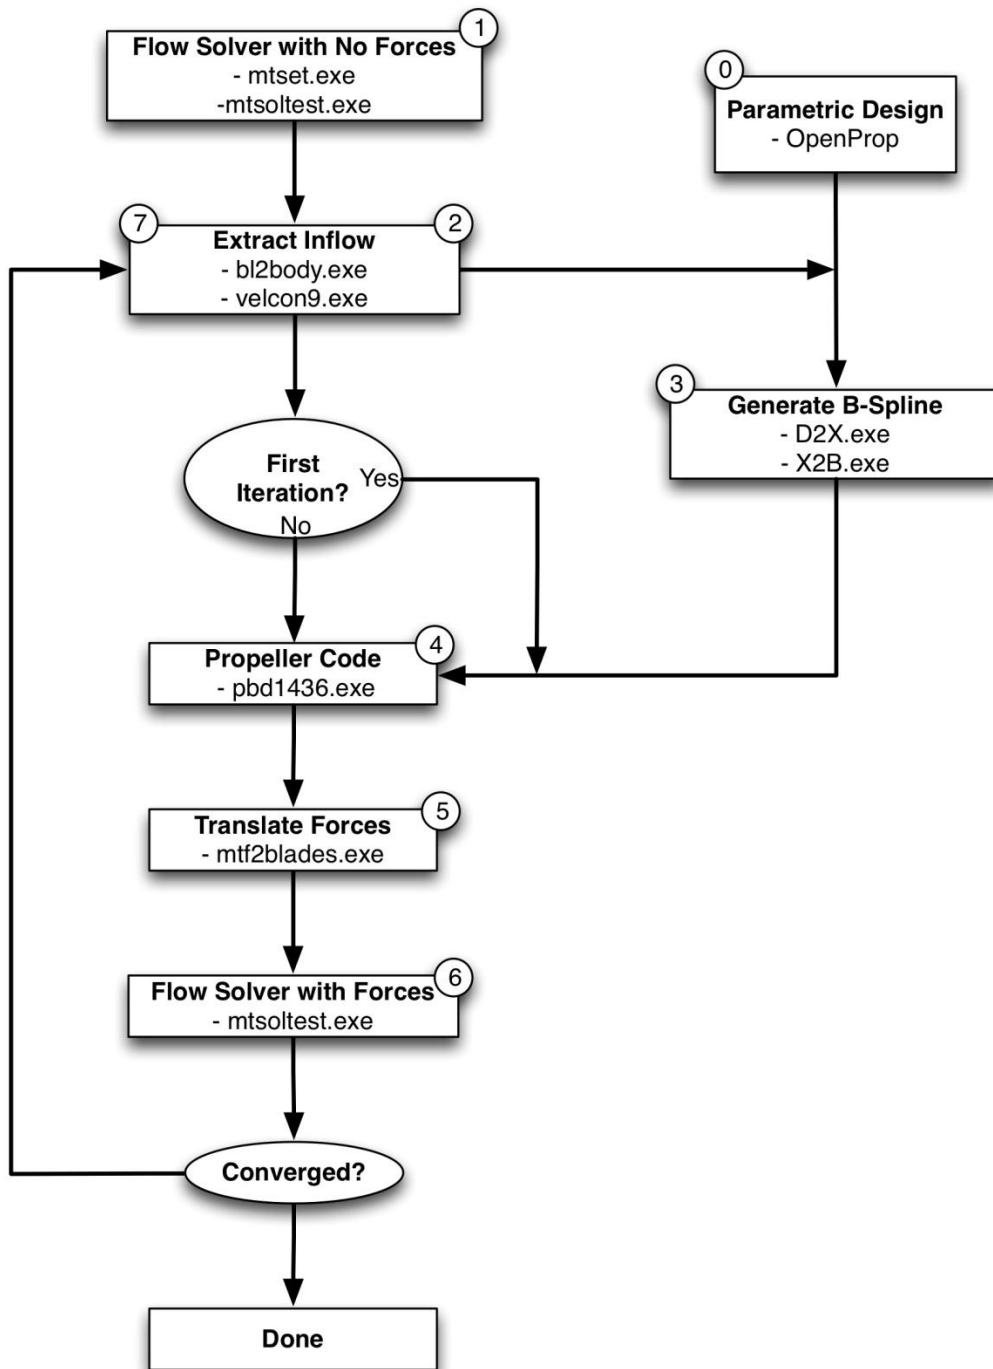 1
Flow Solver with No Forces
- mtset.exe
-mtsoltest.exe
0
Parametric Design
- OpenProp
7
2
Extract Inflow
- bl2body.exe
- velcon9.exe
3
Generate B-Spline
- D2X.exe
- X2B.exe
First
Iteration?
Yes
No
4
Propeller Code
- pbd1436.exe
5
Translate Forces
- mtf2blades.exe
6
Flow Solver with Forces
- mtsoltest.exe
Converged?
Done